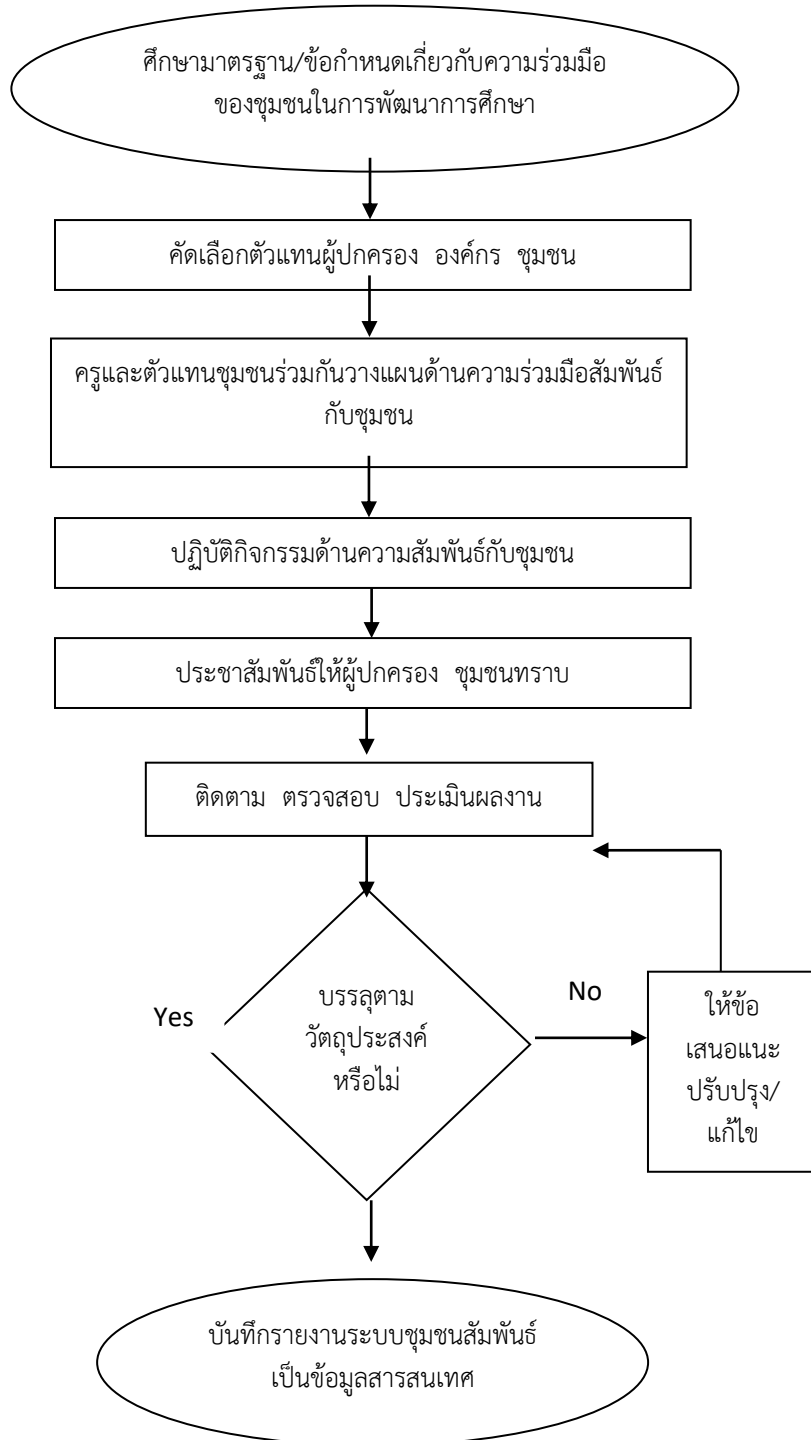 ศึกษามาตรฐาน/ข้อกำหนดเกี่ยวกับความร่วมมือ
ของชุมชนในการพัฒนาการศึกษา
คัดเลือกตัวแทนผู้ปกครอง องค์กร ชุมชน
ครูและตัวแทนชุมชนร่วมกันวางแผนด้านความร่วมมือสัมพันธ์
กับชุมชน
ปฏิบัติกิจกรรมด้านความสัมพันธ์กับชุมชน
ประชาสัมพันธ์ให้ผู้ปกครอง ชุมชนทราบ
ติดตาม ตรวจสอบ ประเมินผลงาน
บรรลุตาม
วัตถุประสงค์
หรือไม่
Yes
No
ให้ข้อ
เสนอแนะ
ปรับปรุง/
แก้ไข
บันทึกรายงานระบบชุมชนสัมพันธ์
เป็นข้อมูลสารสนเทศ